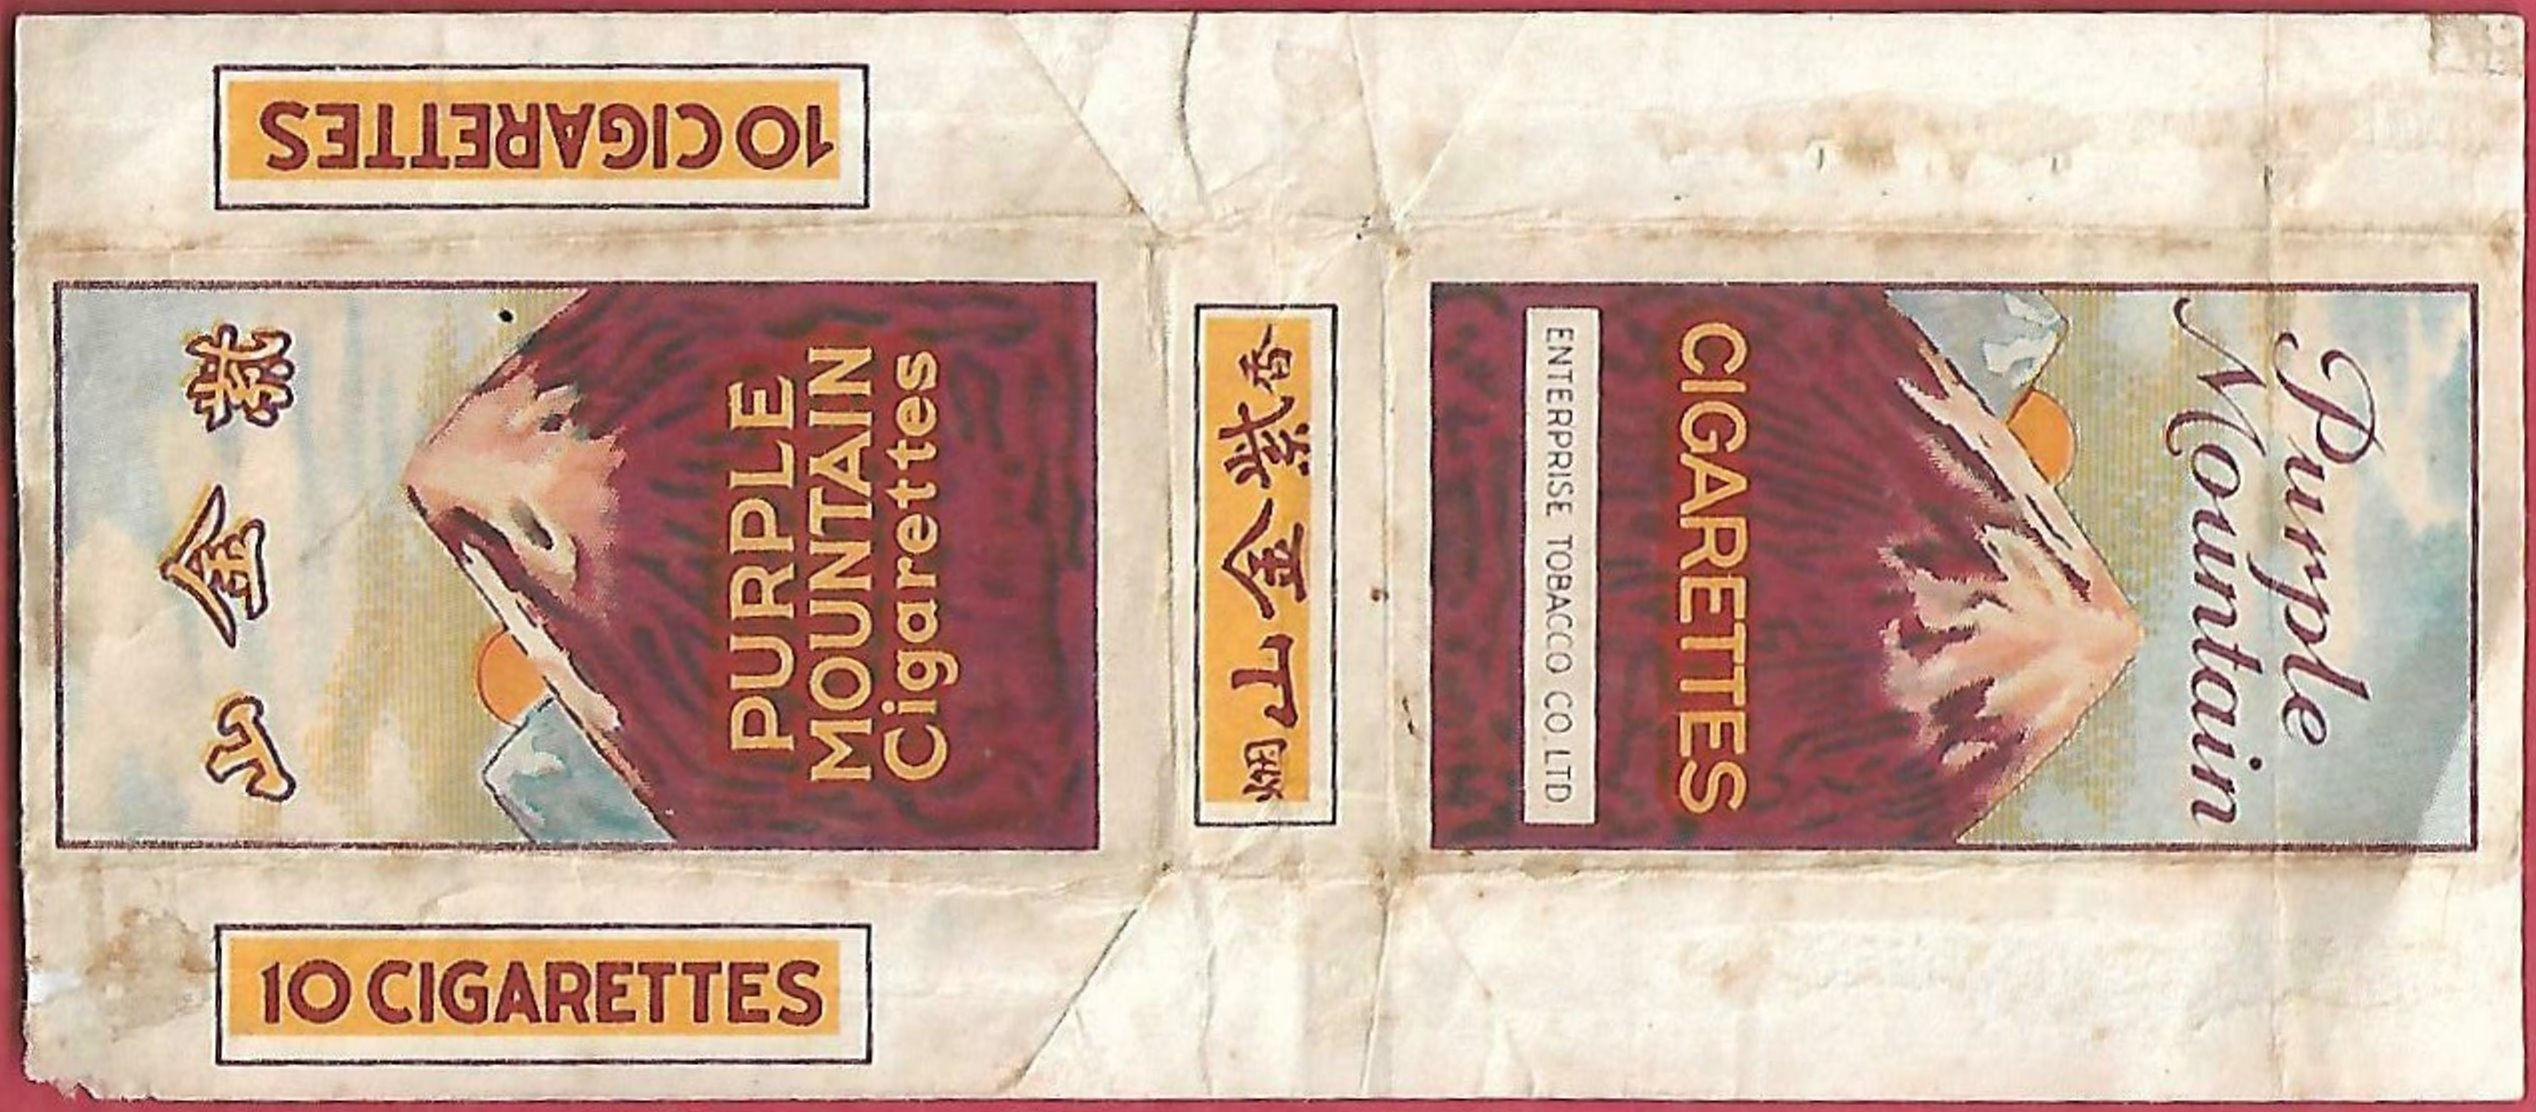 10 CIGARETTES
紫金山
PURPLE
MOUNTAIN
Cigarettes
10 CIGARETTES
香紫金山烟
Purple
Mountain
CIGARETTES
ENTERPRISE TOBACCO CO. LTD